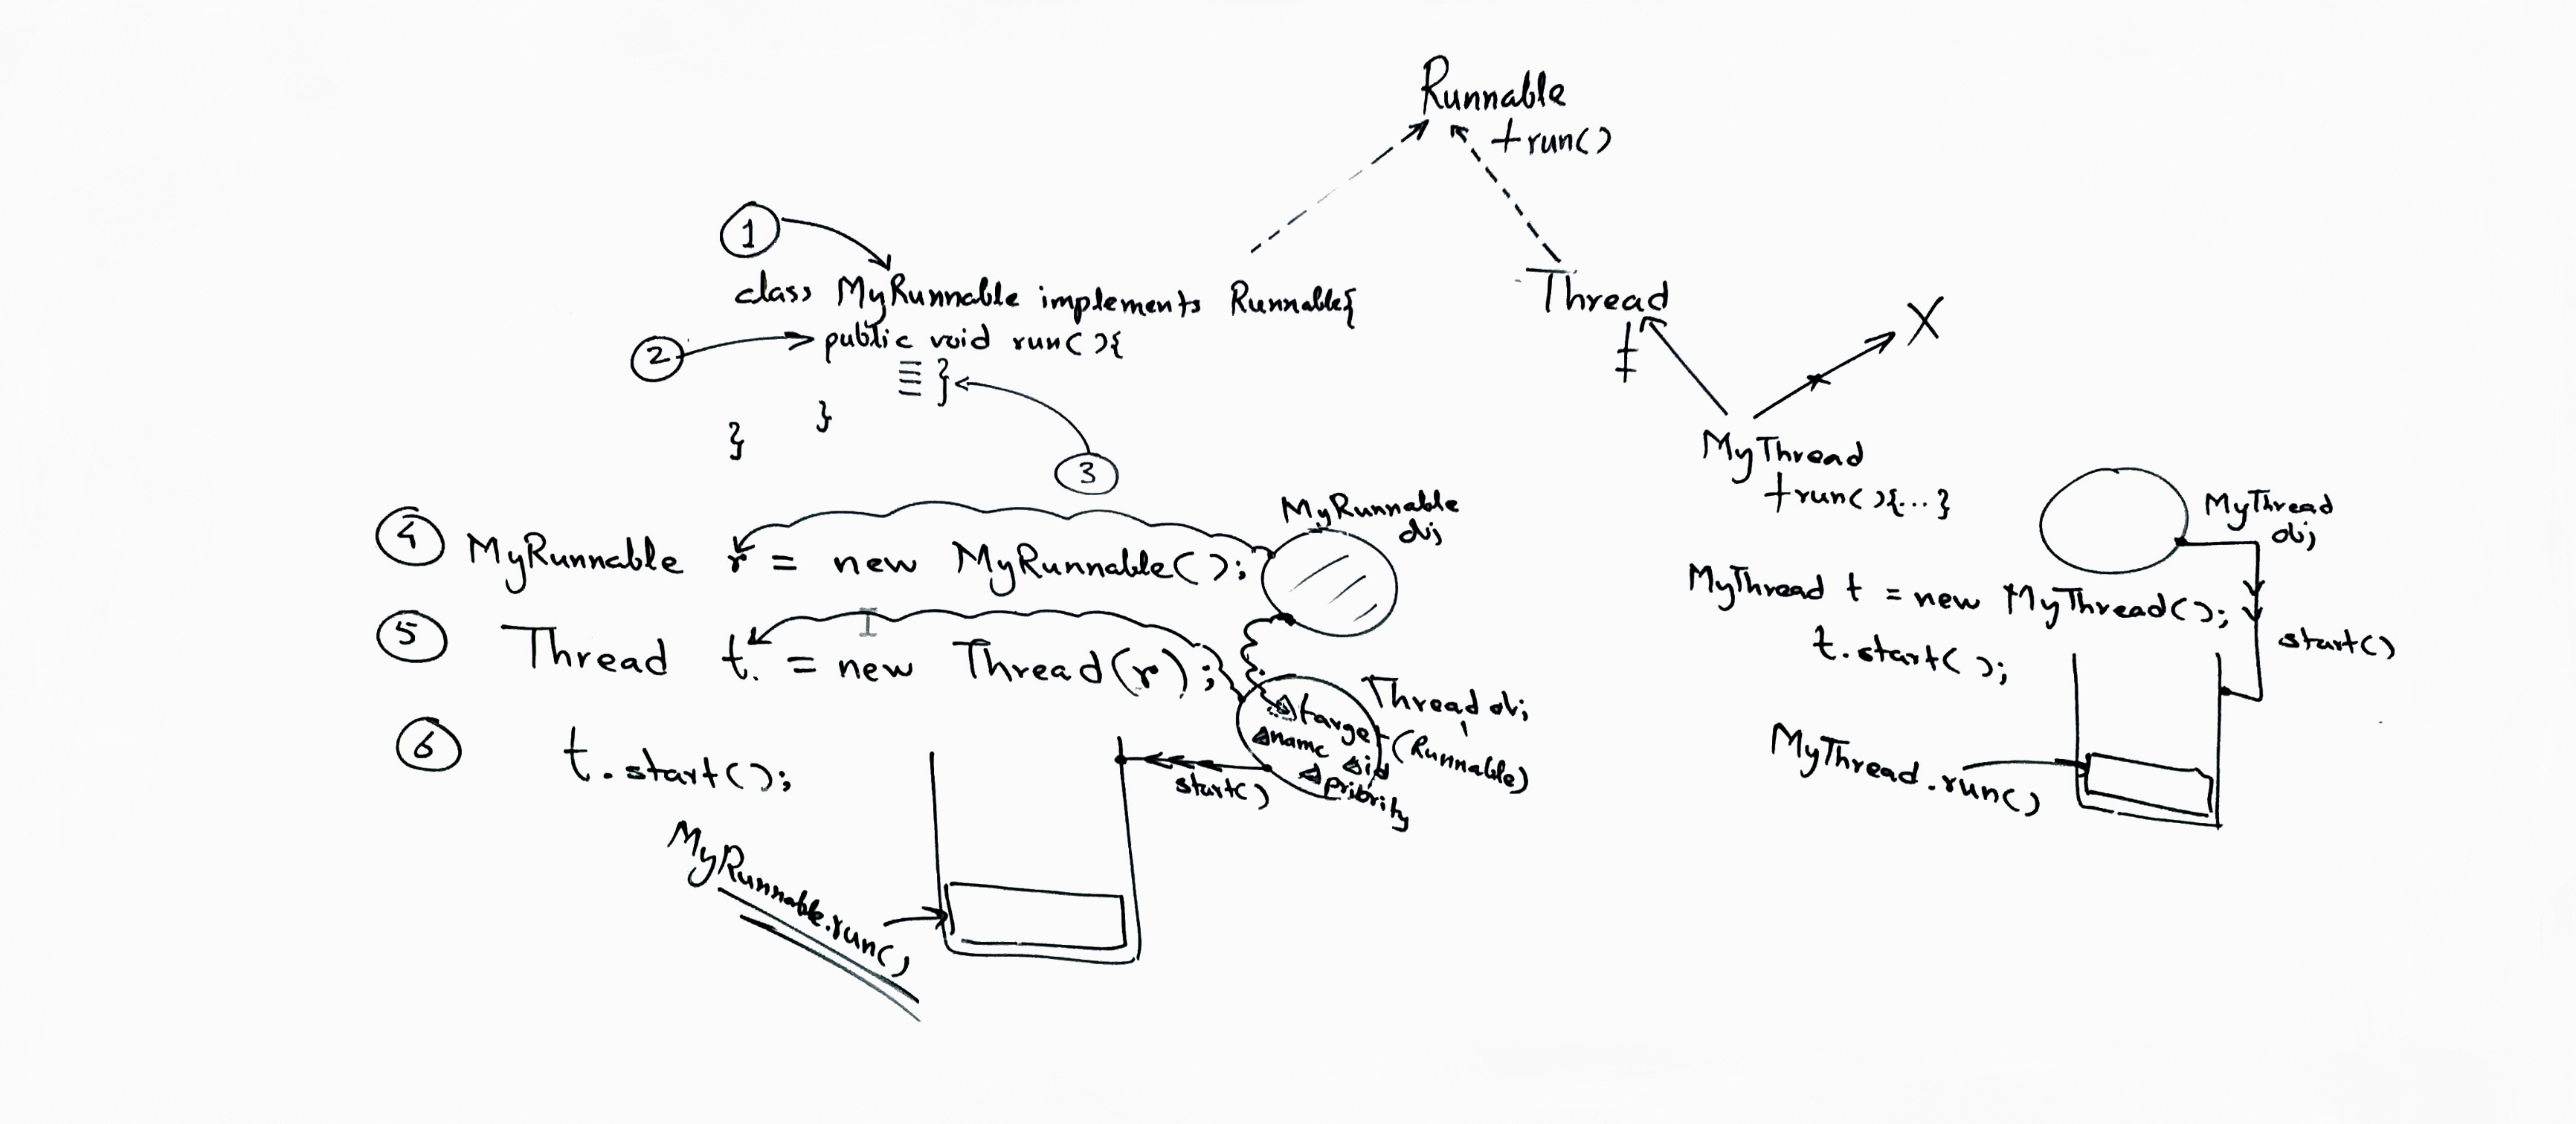 Runnable
+run()
1
class MyRunnable implements Runnable{
Thread
X
2
public void run(){
}
}
}
3
MyThread
+run(){...}
MyRunnable
obj
MyThread
obj
4 MyRunnable r = new MyRunnable();
MyThread t = new MyThread();
t.start();
start()
5 Thread t = new Thread(r);
Thread obj
(Runnable)
target
name id
priority
start()
6 t.start();
MyThread.run()
MyRunnable.run()